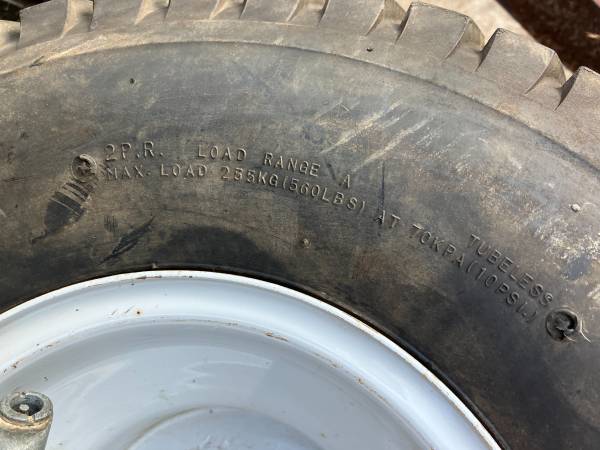 2P.R. LOAD RANGE A
MAX. LOAD 255KG(560LBS) AT 70KPA(10PSI.)
TUBELESS